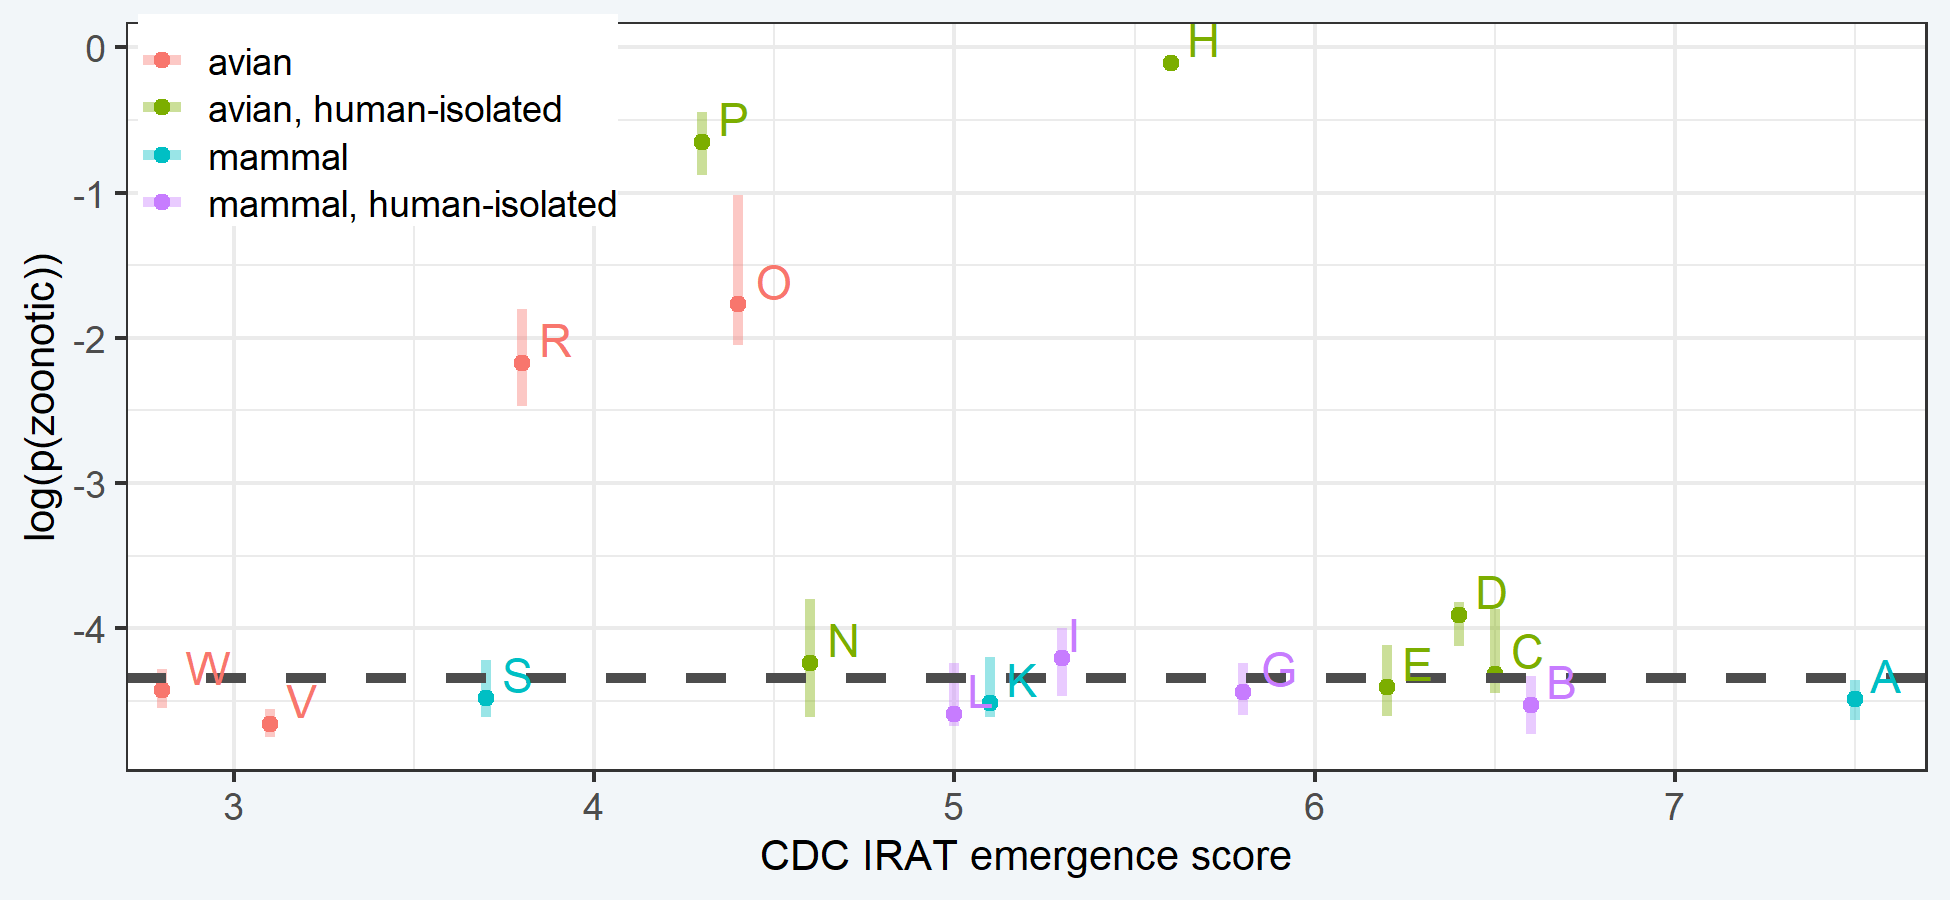 avian
avian, human-isolated
mammal
mammal, human-isolated
0
-1
-2
-3
-4
log(p(zoonotic))
H
P
O
R
D
N
I
C
W
S
E
G
A
V
L
K
B
3 4 5 6 7
CDC IRAT emergence score